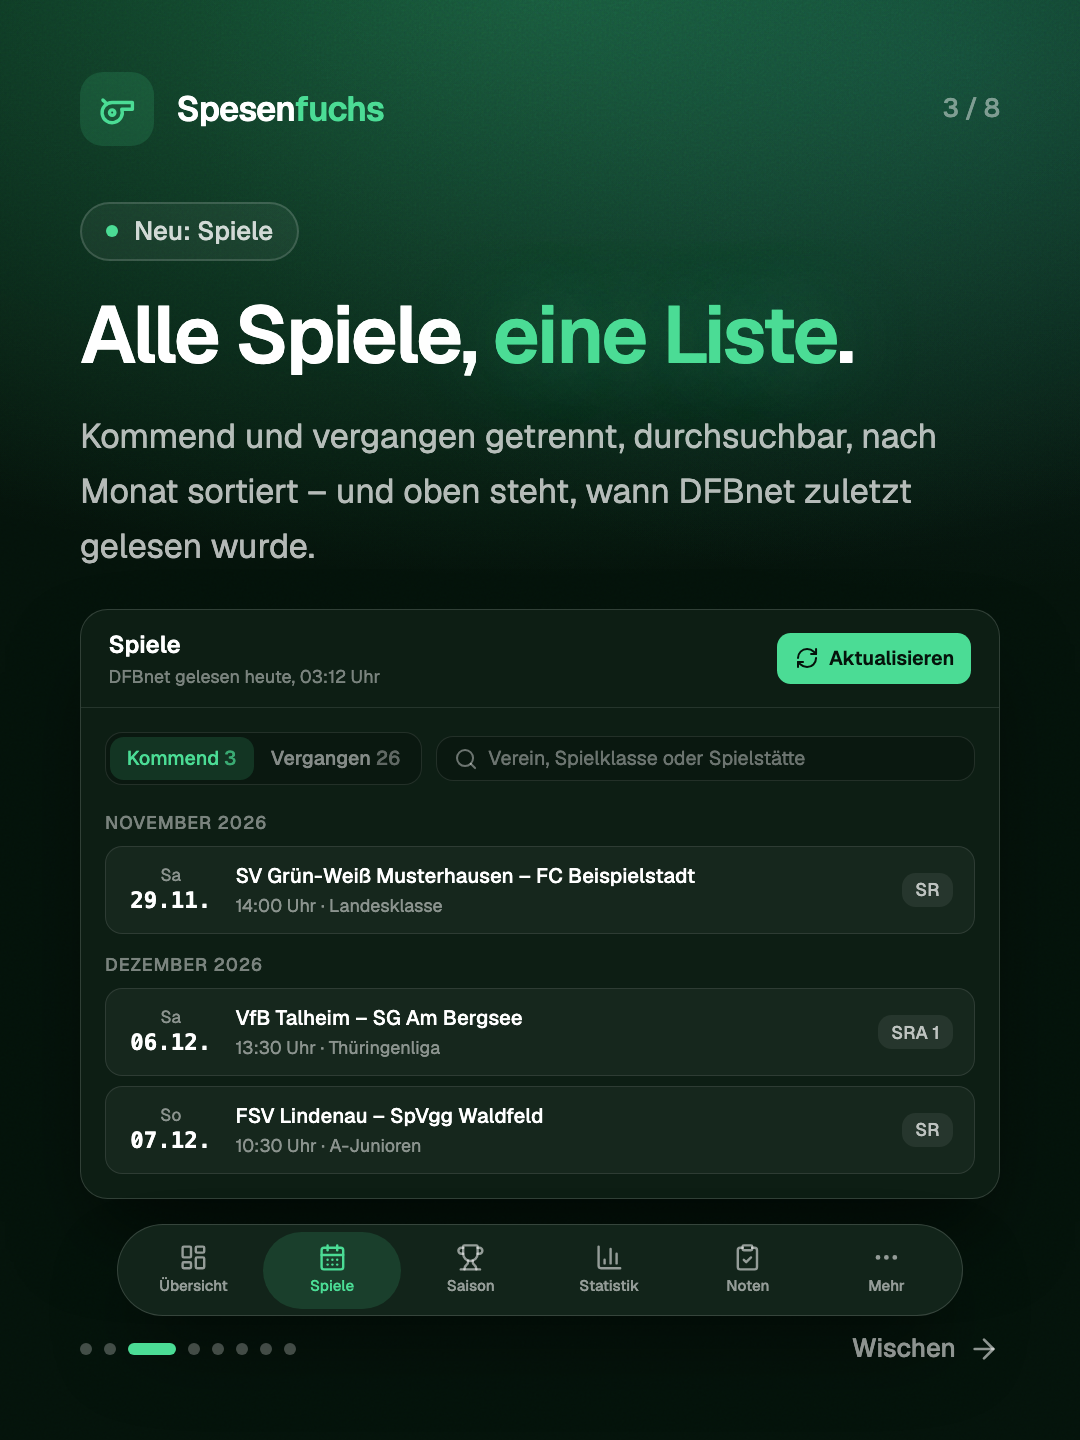 Spesenfuchs
3 / 8
Neu: Spiele
Alle Spiele, eine Liste.
Kommend und vergangen getrennt, durchsuchbar, nach
Monat sortiert – und oben steht, wann DFBnet zuletzt
gelesen wurde.
Spiele
DFBnet gelesen heute, 03:12 Uhr
Aktualisieren
Kommend 3
Vergangen 26
Verein, Spielklasse oder Spielstätte
NOVEMBER 2026
Sa
29.11.
SV Grün-Weiß Musterhausen – FC Beispielstadt
14:00 Uhr · Landesklasse
SR
DEZEMBER 2026
Sa
06.12.
VfB Talheim – SG Am Bergsee
13:30 Uhr · Thüringenliga
SRA 1
So
07.12.
FSV Lindenau – SpVgg Waldfeld
10:30 Uhr · A-Junioren
SR
Übersicht
Spiele
Saison
Statistik
Noten
Mehr
Wischen